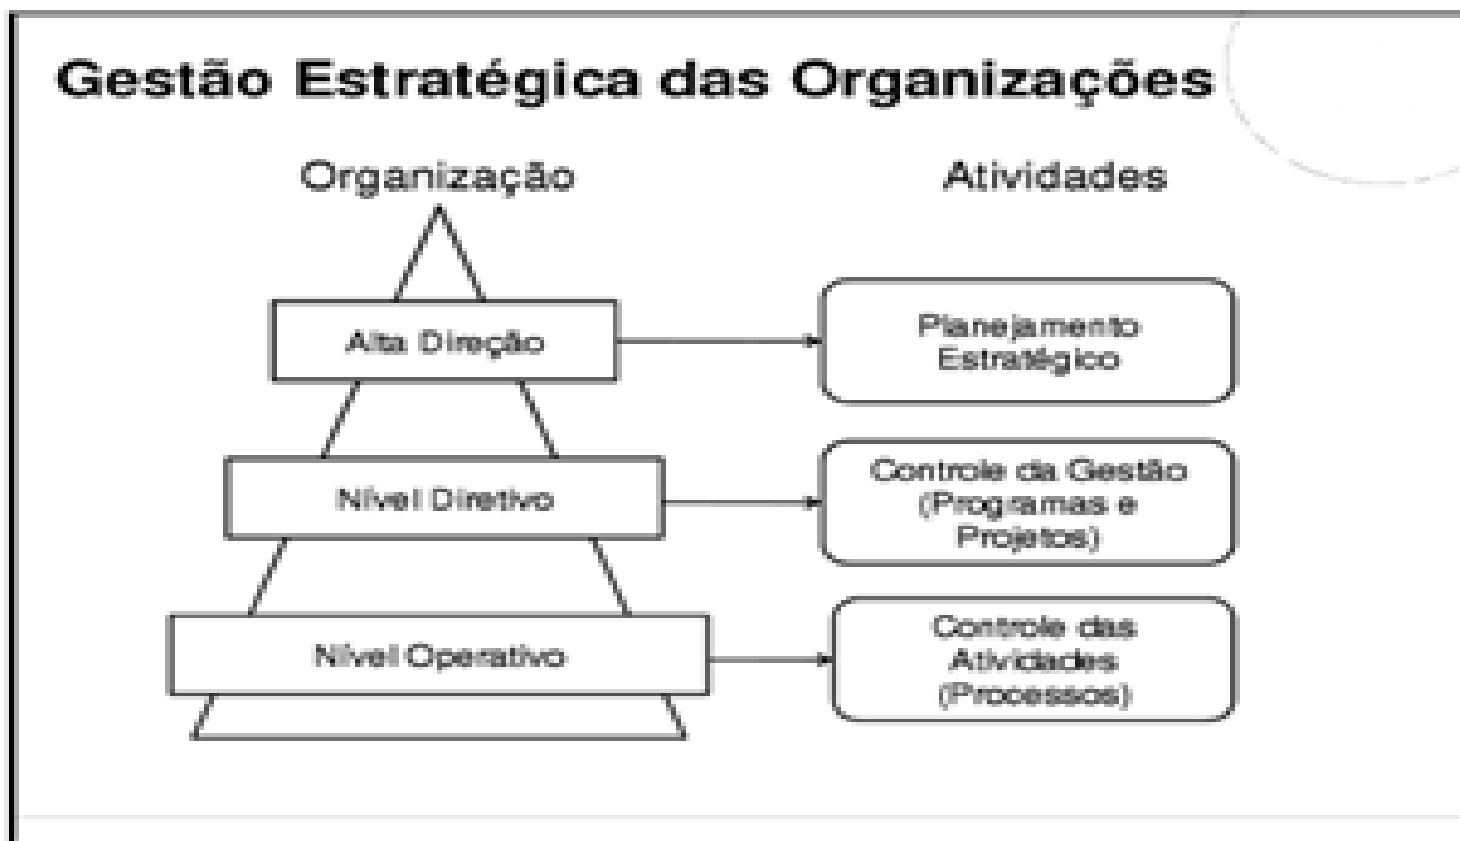 Gestão Estratégica das Organizações
Organização
Atividades
Alta Direção
Planejamento
Estratégico
Nível Diretivo
Controle da Gestão
(Programas e
Projetos)
Nível Operativo
Controle das
Atividades
(Processos)